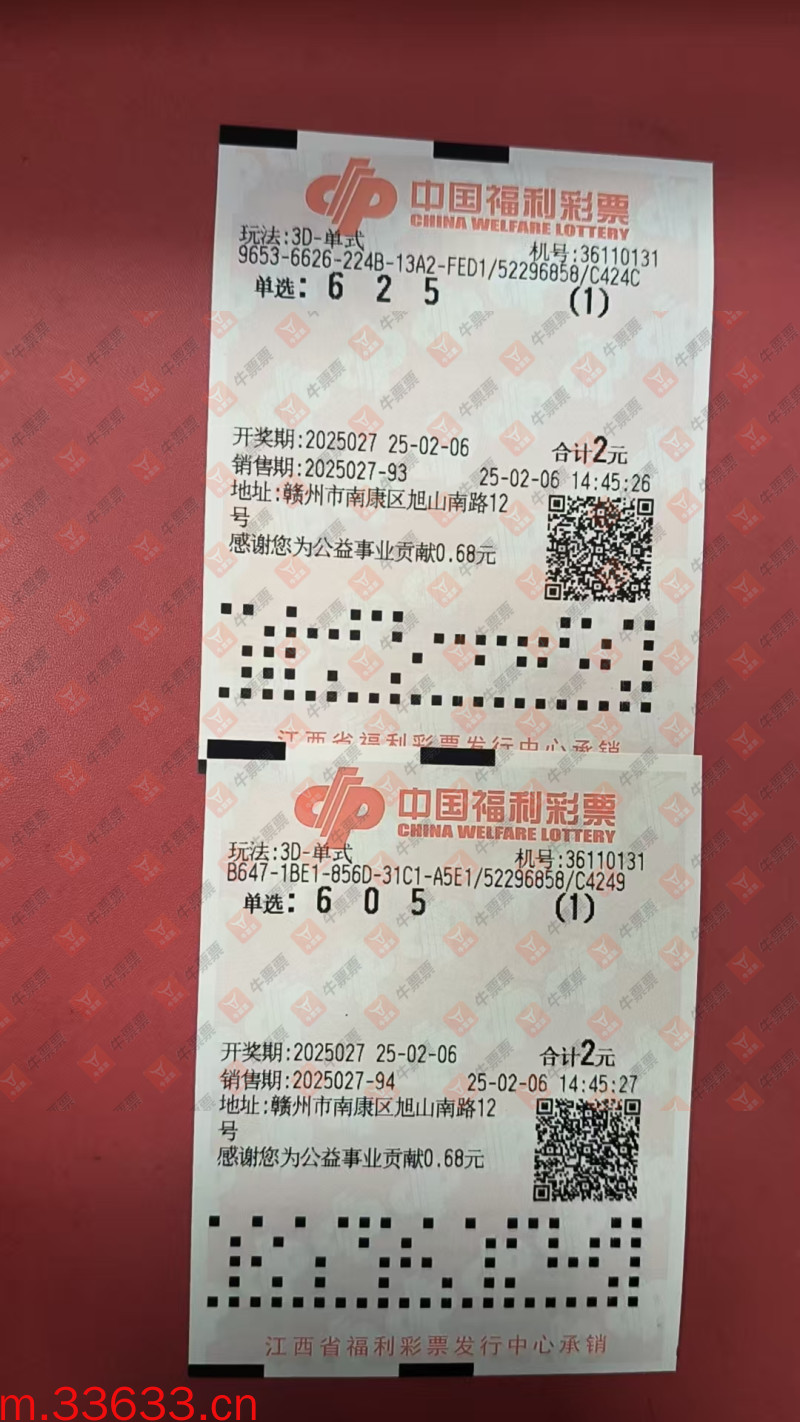 中国福利彩票
CHINA WELFARE LOTTERY
玩法:3D-单式 机号:36110131
9653-6626-224B-13A2-FED1/52296858/C424C
单选: 6 2 5 (1)
开奖期:2025027 25-02-06 合计2元
销售期:2025027-93 25-02-06 14:45:26
地址:赣州市南康区旭山南路12
号
感谢您为公益事业贡献0.68元
江西省福利彩票发行中心承销
中国福利彩票
CHINA WELFARE LOTTERY
玩法:3D-单式 机号:36110131
B647-1BE1-856D-31C1-A5E1/52296858/C4249
单选: 6 0 5 (1)
开奖期:2025027 25-02-06 合计2元
销售期:2025027-94 25-02-06 14:45:27
地址:赣州市南康区旭山南路12
号
感谢您为公益事业贡献0.68元
江西省福利彩票发行中心承销
牛票票
m.33633.cn